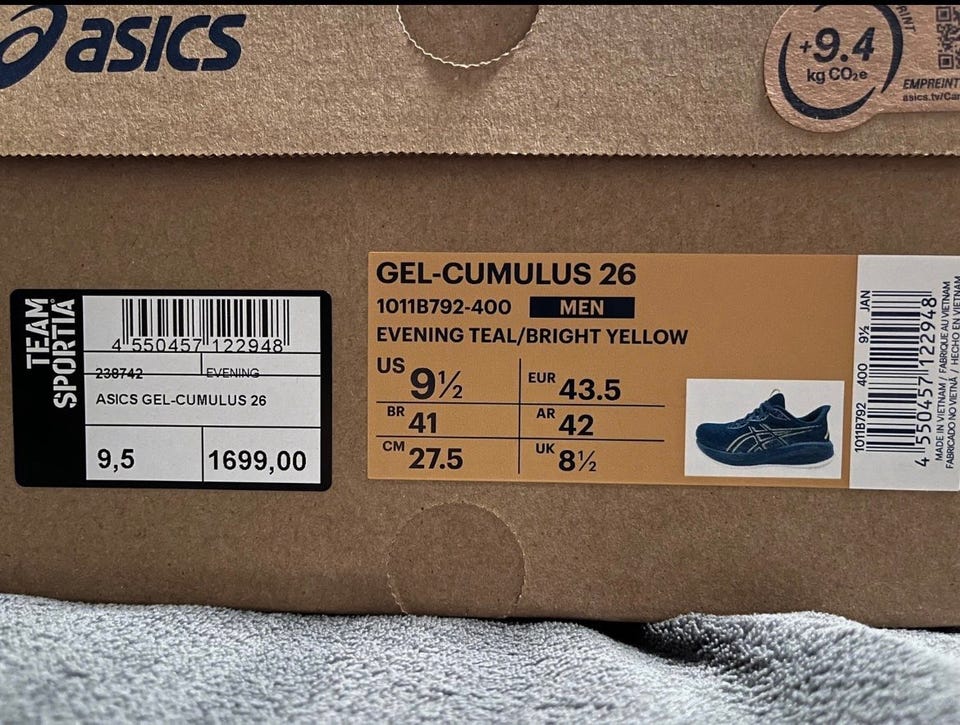 asics
+9.4
kg CO₂e
asics.tv/Car
TEAM
SPORTIA
4 550457 122948
238742 EVENING
ASICS GEL-CUMULUS 26
9,5 1699,00
GEL-CUMULUS 26
1011B792-400 MEN
EVENING TEAL/BRIGHT YELLOW
US 9½ EUR 43.5
BR 41 AR 42
CM 27.5 UK 8½
1011B792 400 9½ JAN
4 550457 122948
MADE IN VIETNAM / FABRIQUE AU VIETNAM
FABRICADO NO VIETNÃ / HECHO EN VIETNAM